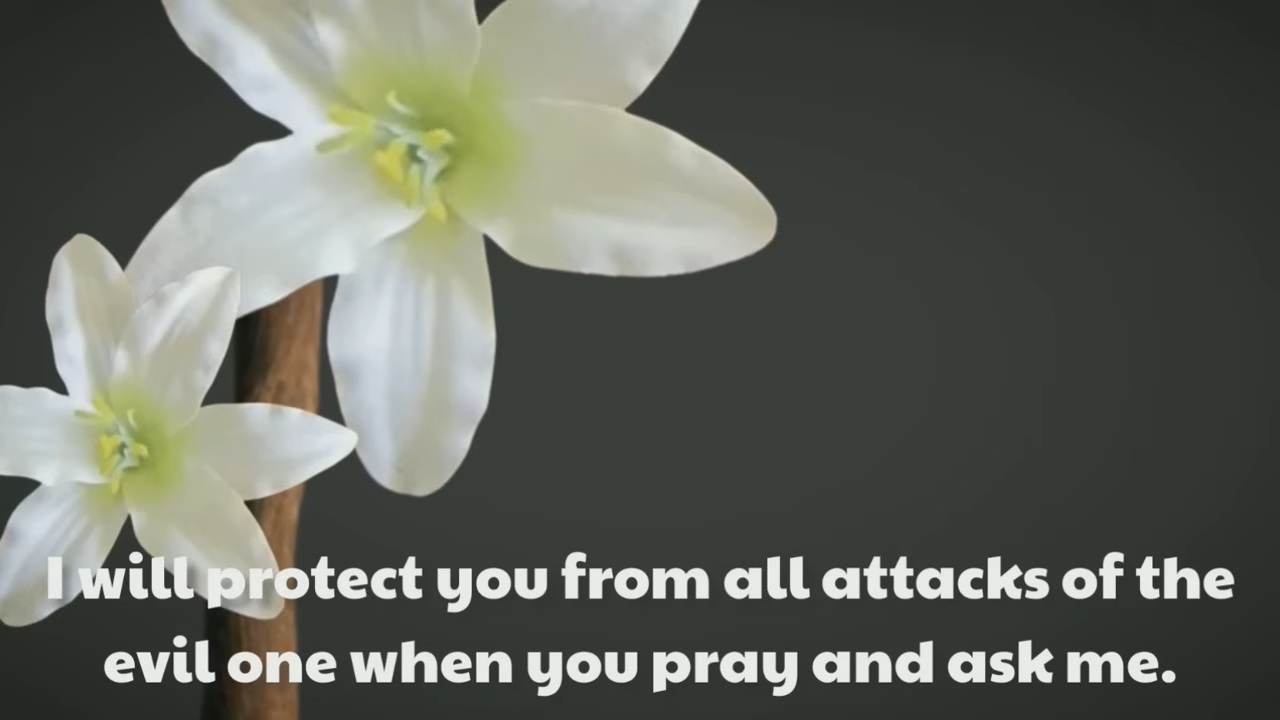 I will protect you from all attacks of the
evil one when you pray and ask me.